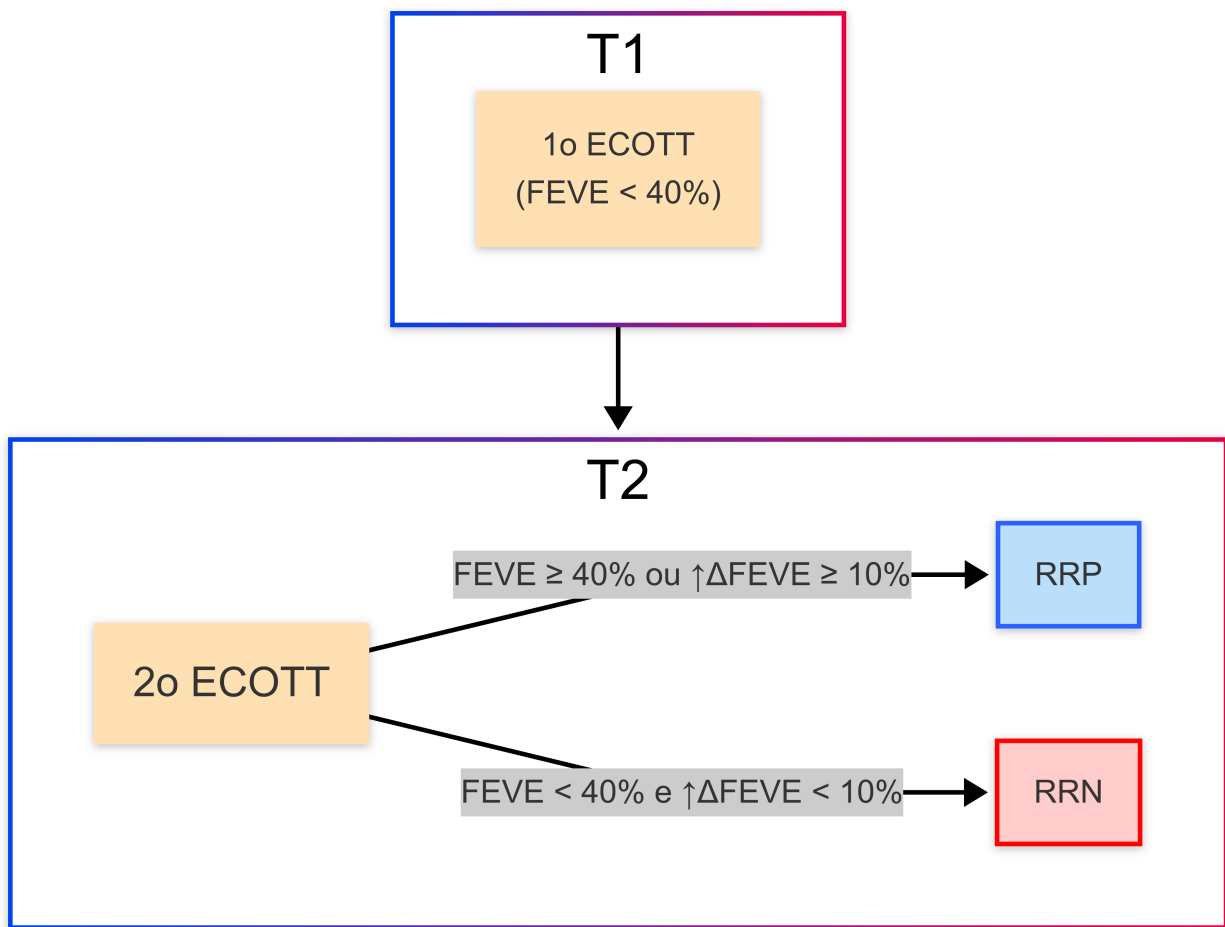 T1
1o ECOTT
(FEVE < 40%)
T2
FEVE ≥ 40% ou ↑ΔFEVE ≥ 10%
RRP
2o ECOTT
FEVE < 40% e ↑ΔFEVE < 10%
RRN